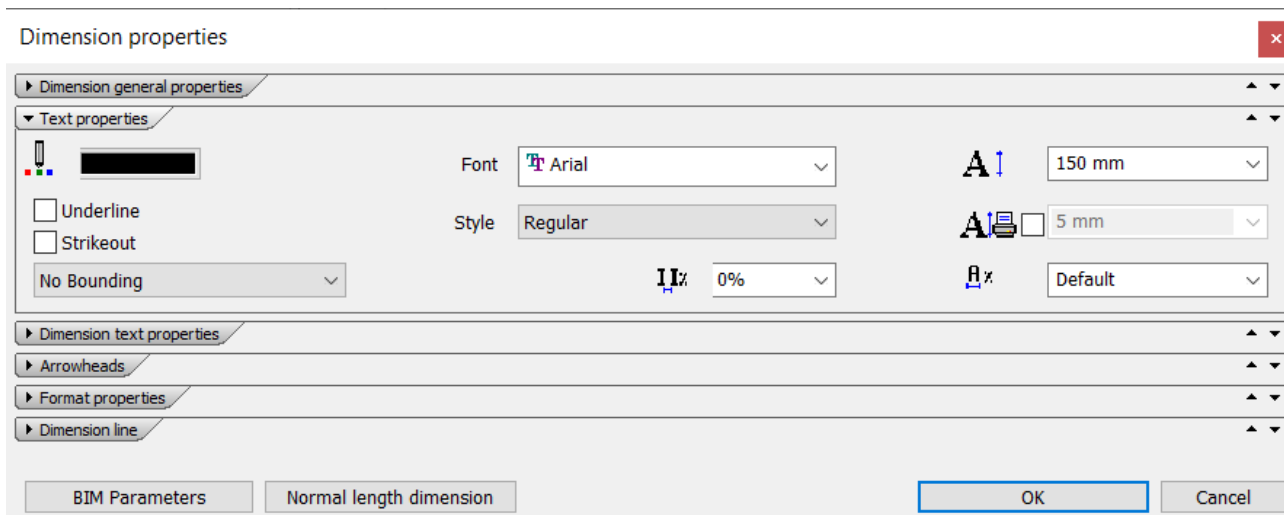 Dimension properties
Dimension general properties
Text properties
Font Arial 150 mm
Underline
Style Regular 5 mm
Strikeout
No Bounding 0% Default
Dimension text properties
Arrowheads
Format properties
Dimension line
BIM Parameters Normal length dimension OK Cancel